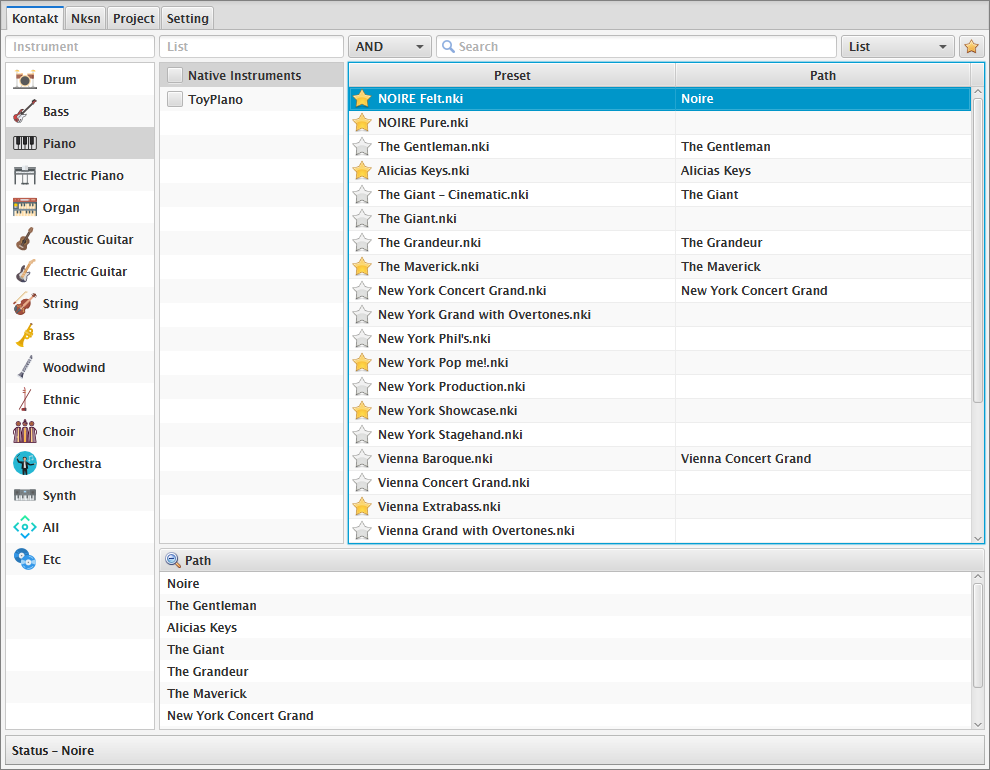 Kontakt Nksn Project Setting
Instrument List AND Search List
Drum
Bass
Piano
Electric Piano
Organ
Acoustic Guitar
Electric Guitar
String
Brass
Woodwind
Ethnic
Choir
Orchestra
Synth
All
Etc
Native Instruments
ToyPlano
Preset Path
NOIRE Felt.nki Noire
NOIRE Pure.nki
The Gentleman.nki The Gentleman
Alicias Keys.nki Alicias Keys
The Giant - Cinematic.nki The Giant
The Giant.nki
The Grandeur.nki The Grandeur
The Maverick.nki The Maverick
New York Concert Grand.nki New York Concert Grand
New York Grand with Overtones.nki
New York Phil's.nki
New York Pop me!.nki
New York Production.nki
New York Showcase.nki
New York Stagehand.nki
Vienna Baroque.nki Vienna Concert Grand
Vienna Concert Grand.nki
Vienna Extrabass.nki
Vienna Grand with Overtones.nki
Path
Noire
The Gentleman
Alicias Keys
The Giant
The Grandeur
The Maverick
New York Concert Grand
Status - Noire